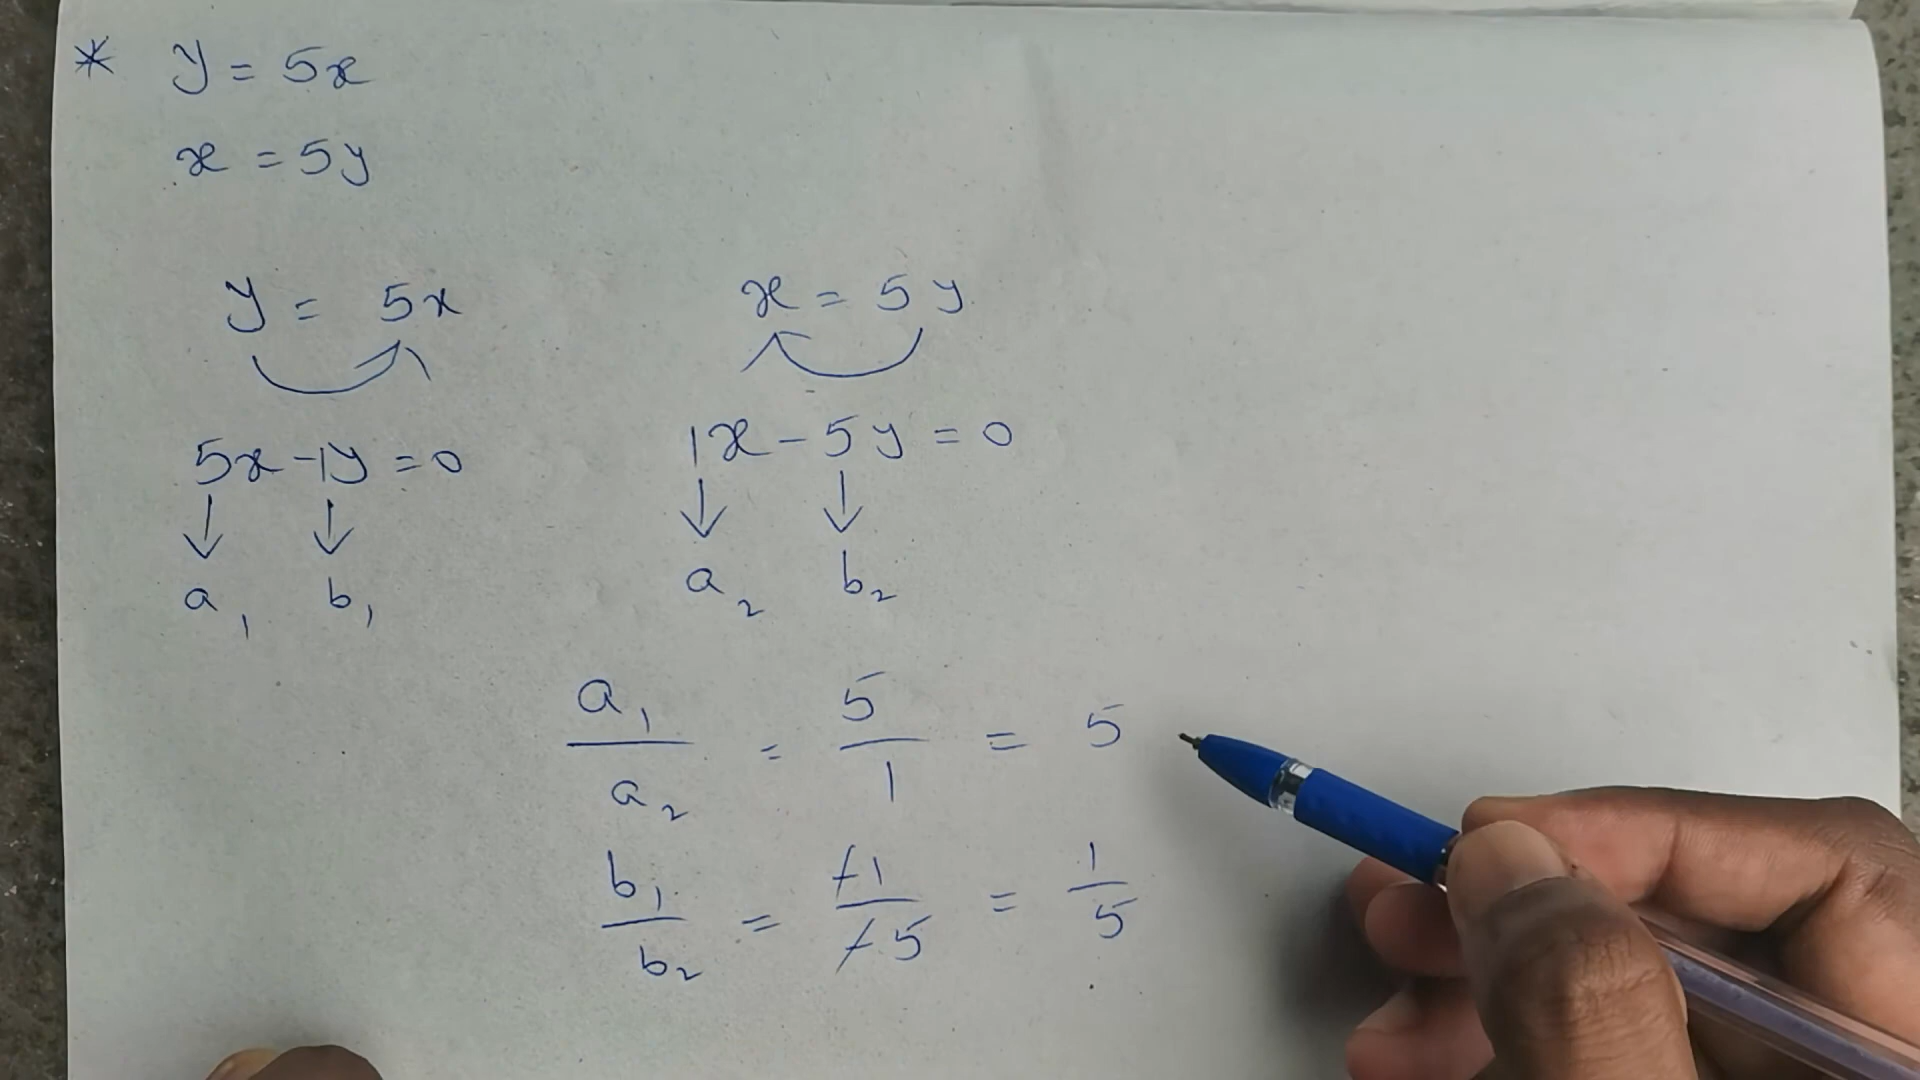 * y = 5x
x = 5y
y = 5x x = 5y
5x - 1y = 0 1x - 5y = 0
a₁ b₁ a₂ b₂
a₁/a₂ = 5/1 = 5
b₁/b₂ = -1/-5 = 1/5